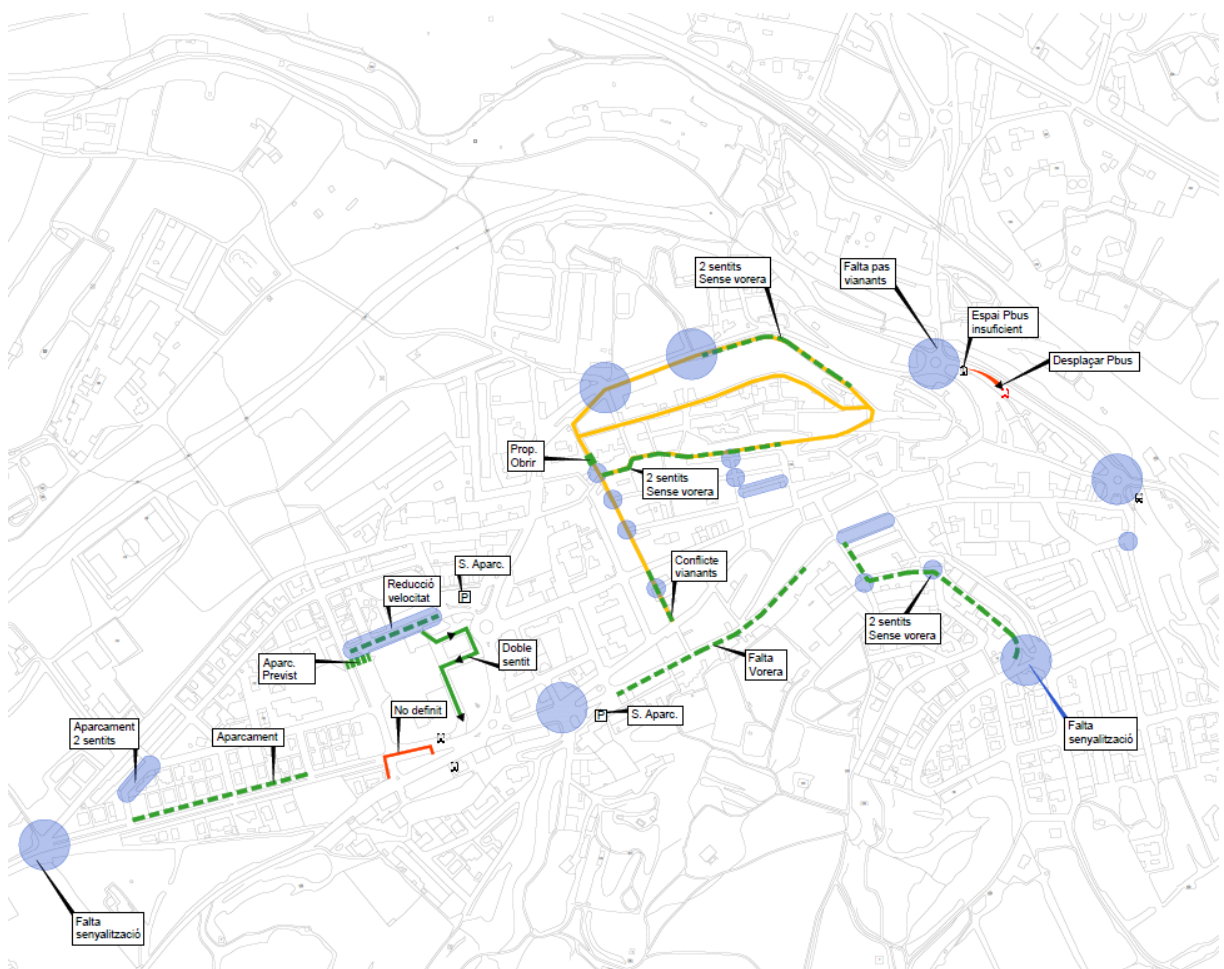 2 sentits
Sense vorera
Falta pas
vianants
Espai Pbus
insuficient
Desplaçar Pbus
Prop.
Obrir
2 sentits
Sense vorera
S. Aparc.
P
Conflicte
vianants
Reducció
velocitat
2 sentits
Sense vorera
Doble
sentit
Aparc.
Previst
Falta
Vorera
No definit
P
S. Aparc.
Aparcament
2 sentits
Aparcament
Falta
senyalització
Falta
senyalització